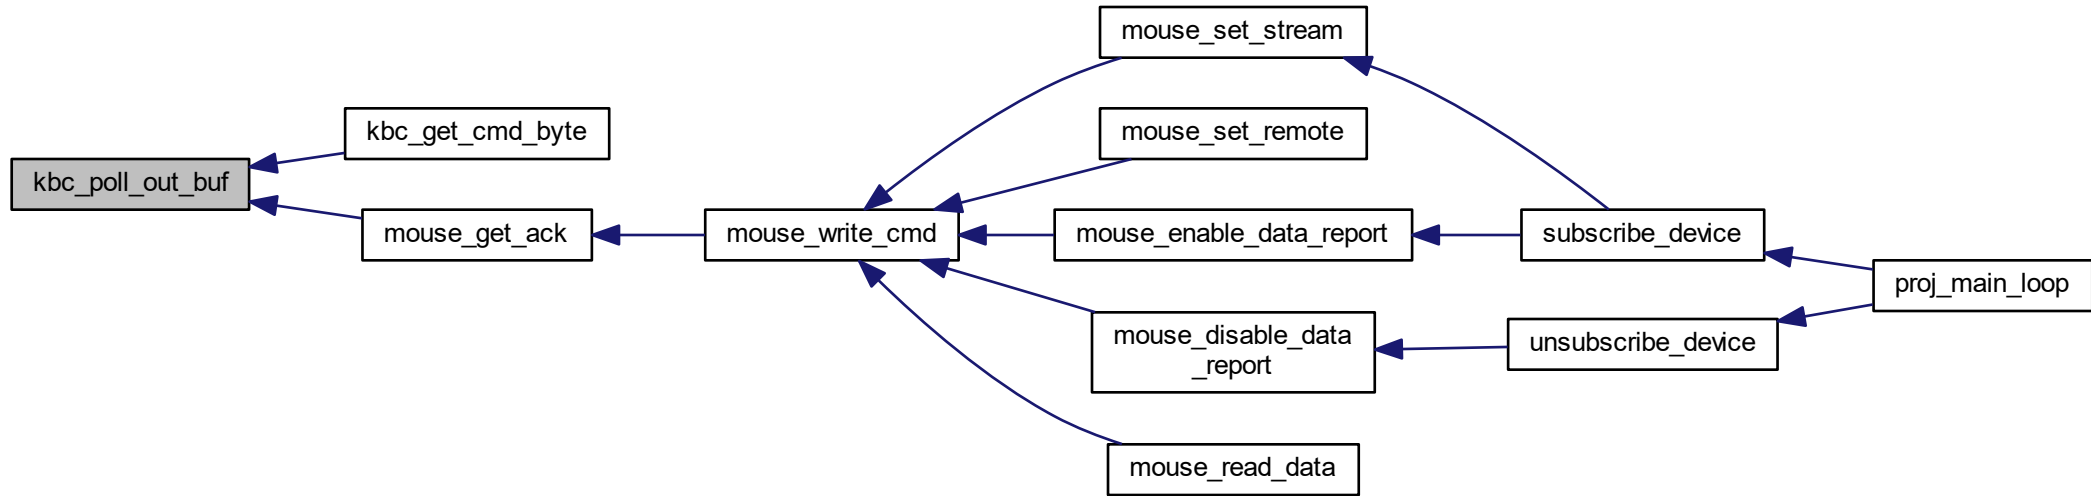 kbc_poll_out_buf
kbc_get_cmd_byte
mouse_get_ack
mouse_write_cmd
mouse_set_stream
mouse_set_remote
mouse_enable_data_report
mouse_disable_data
_report
mouse_read_data
subscribe_device
unsubscribe_device
proj_main_loop